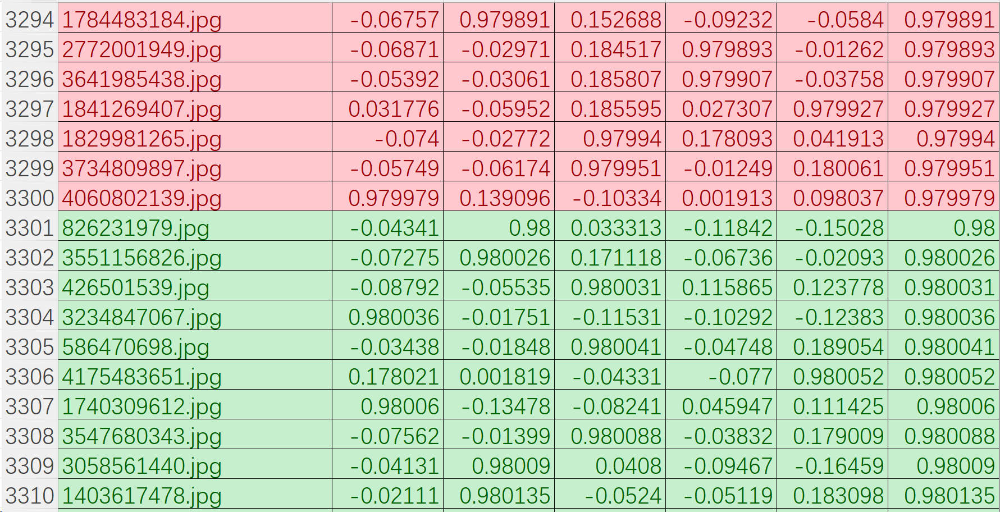 3294 1784483184.jpg -0.06757 0.979891 0.152688 -0.09232 -0.0584 0.979891
3295 2772001949.jpg -0.06871 -0.02971 0.184517 0.979893 -0.01262 0.979893
3296 3641985438.jpg -0.05392 -0.03061 0.185807 0.979907 -0.03758 0.979907
3297 1841269407.jpg 0.031776 -0.05952 0.185595 0.027307 0.979927 0.979927
3298 1829981265.jpg -0.074 -0.02772 0.97994 0.178093 0.041913 0.97994
3299 3734809897.jpg -0.05749 -0.06174 0.979951 -0.01249 0.180061 0.979951
3300 4060802139.jpg 0.979979 0.139096 -0.10334 0.001913 0.098037 0.979979
3301 826231979.jpg -0.04341 0.98 0.033313 -0.11842 -0.15028 0.98
3302 3551156826.jpg -0.07275 0.980026 0.171118 -0.06736 -0.02093 0.980026
3303 426501539.jpg -0.08792 -0.05535 0.980031 0.115865 0.123778 0.980031
3304 3234847067.jpg 0.980036 -0.01751 -0.11531 -0.10292 -0.12383 0.980036
3305 586470698.jpg -0.03438 -0.01848 0.980041 -0.04748 0.189054 0.980041
3306 4175483651.jpg 0.178021 0.001819 -0.04331 -0.077 0.980052 0.980052
3307 1740309612.jpg 0.98006 -0.13478 -0.08241 0.045947 0.111425 0.98006
3308 3547680343.jpg -0.07562 -0.01399 0.980088 -0.03832 0.179009 0.980088
3309 3058561440.jpg -0.04131 0.98009 0.0408 -0.09467 -0.16459 0.98009
3310 1403617478.jpg -0.02111 0.980135 -0.0524 -0.05119 0.183098 0.980135